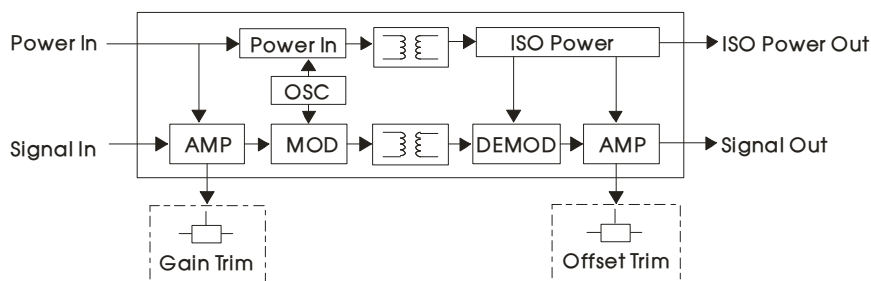 Power In
Power In
ISO Power
ISO Power Out
OSC
Signal In
AMP
MOD
DEMOD
AMP
Signal Out
Gain Trim
Offset Trim